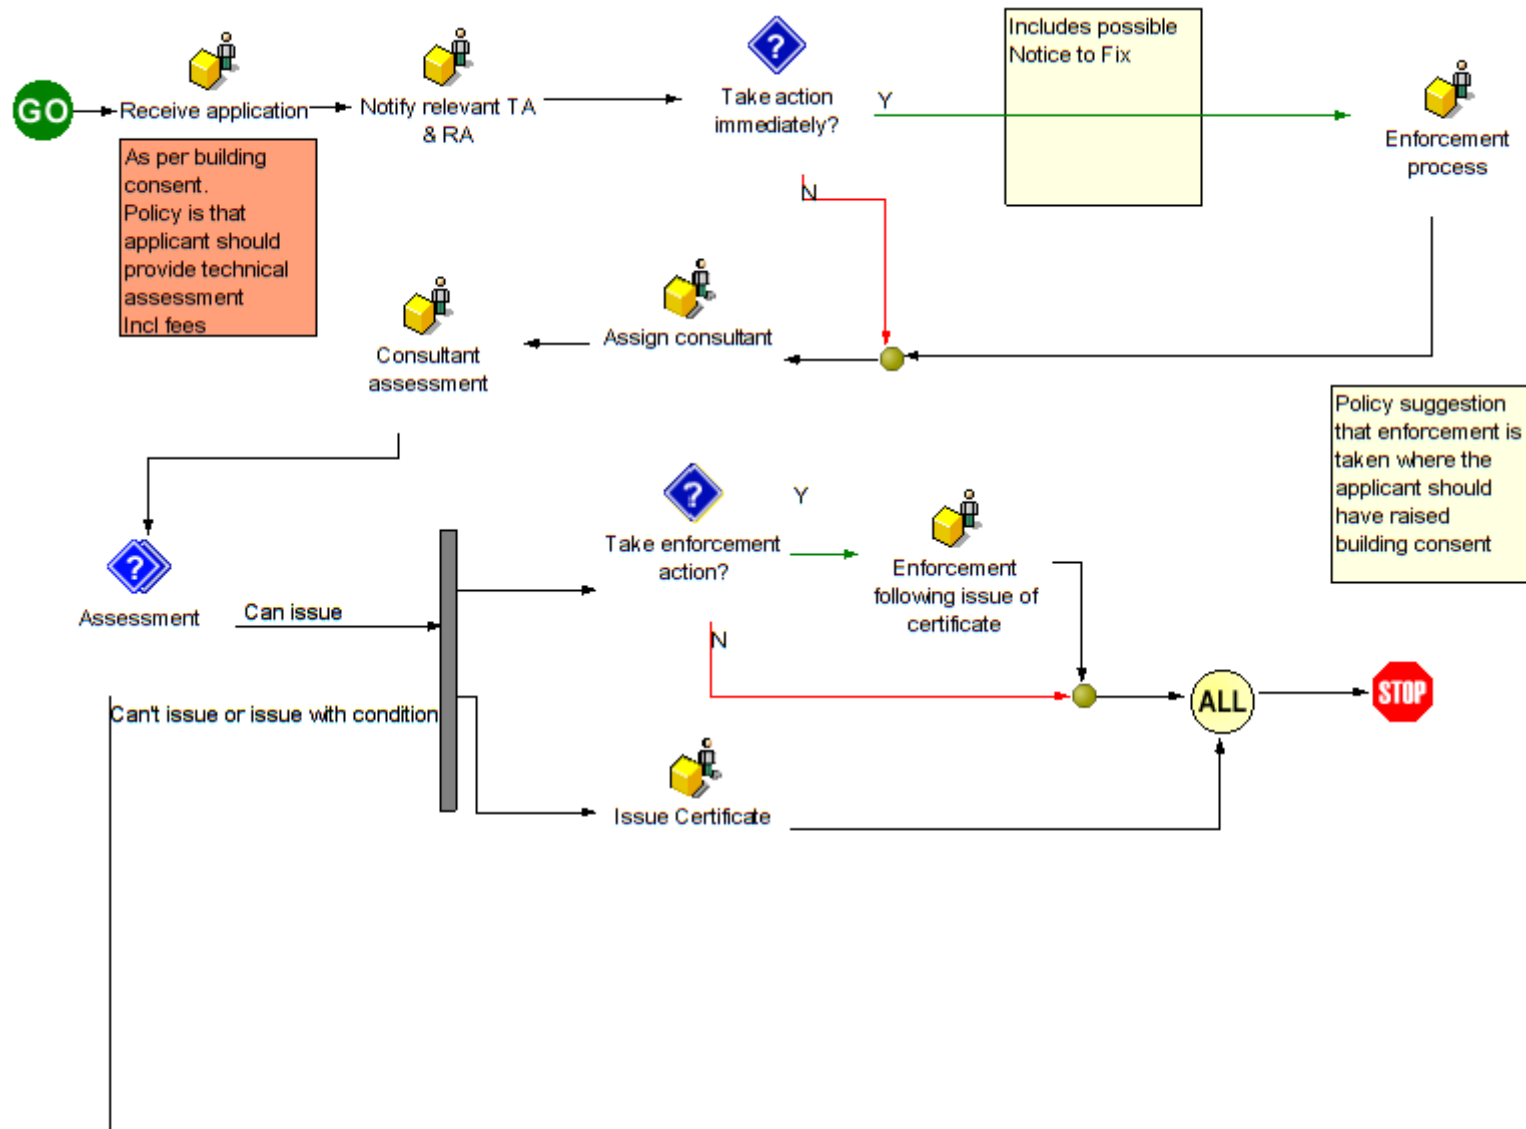 GO
Receive application
Notify relevant TA
& RA
Take action
immediately?
Y
N
Includes possible
Notice to Fix
Enforcement
process
As per building
consent.
Policy is that
applicant should
provide technical
assessment
Incl fees
Assign consultant
Consultant
assessment
Policy suggestion
that enforcement is
taken where the
applicant should
have raised
building consent
Assessment
Can issue
Can't issue or issue with condition
Take enforcement
action?
Y
N
Enforcement
following issue of
certificate
Issue Certificate
ALL
STOP